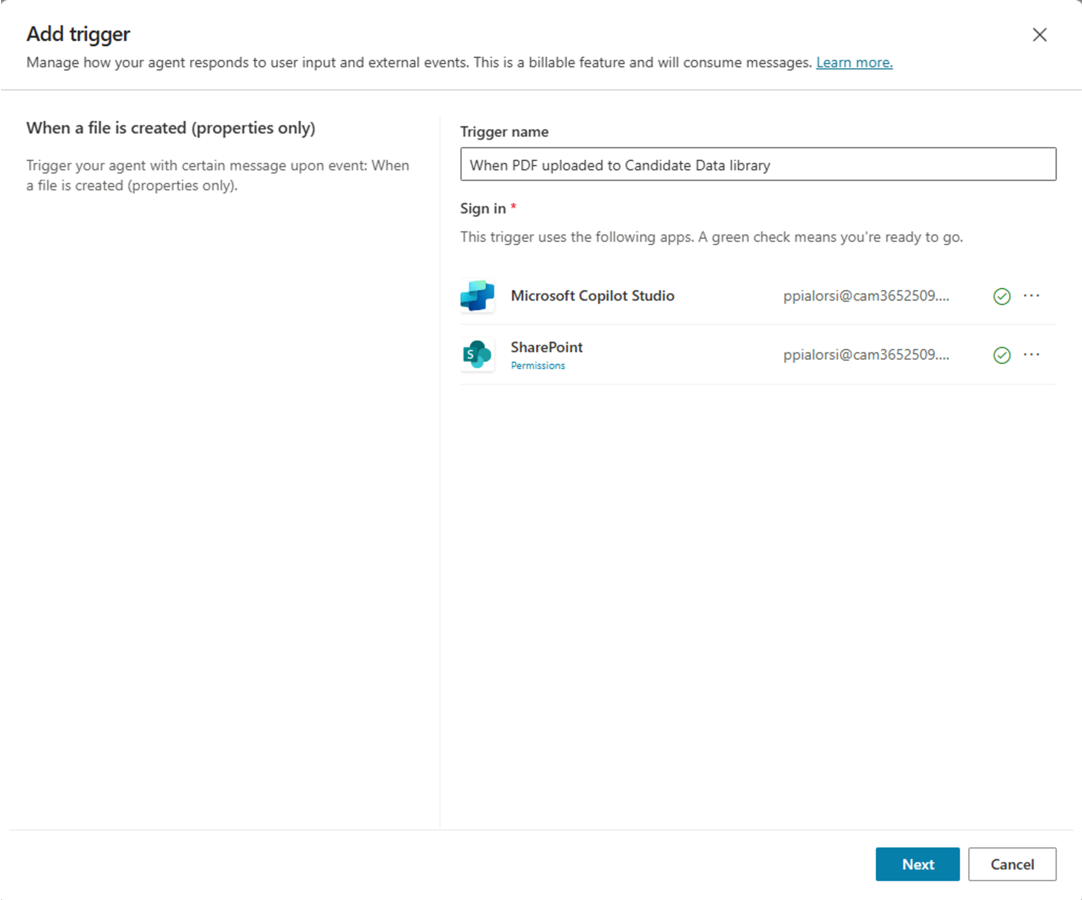 Add trigger
Manage how your agent responds to user input and external events. This is a billable feature and will consume messages. Learn more.
When a file is created (properties only)
Trigger your agent with certain message upon event: When
a file is created (properties only).
Trigger name
When PDF uploaded to Candidate Data library
Sign in *
This trigger uses the following apps. A green check means you're ready to go.
Microsoft Copilot Studio ppialorsi@cam3652509....
S SharePoint ppialorsi@cam3652509....
Permissions
Next Cancel